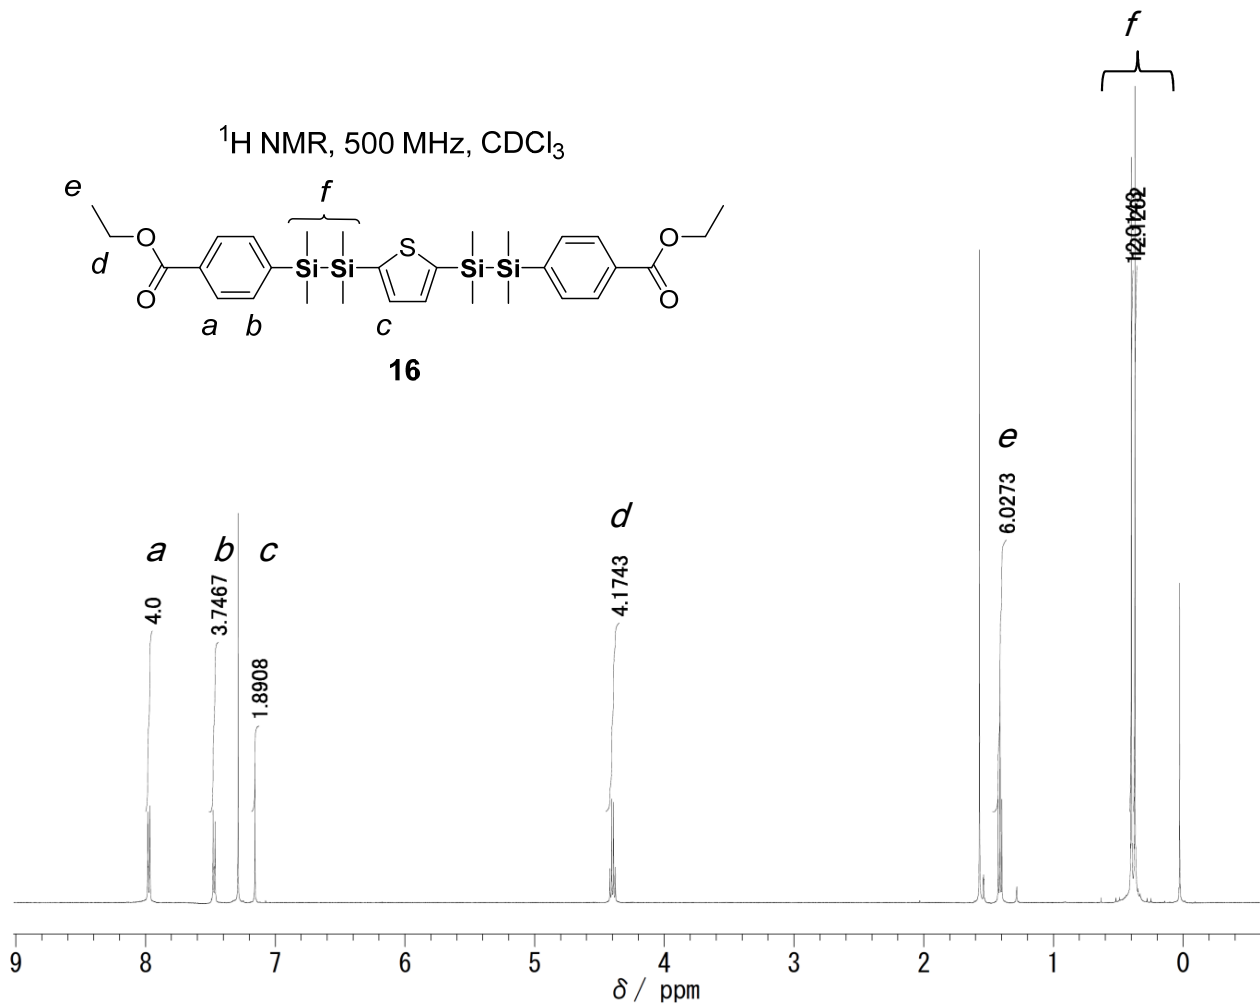 f
¹H NMR, 500 MHz, CDCl₃
e
f
O
S
O
d
Si Si
Si Si
O
O
a
b
c
16
e
6.0273
d
4.1743
a
b
c
4.0
3.7467
1.8908
9 8 7 6 5 4 3 2 1 0
δ / ppm